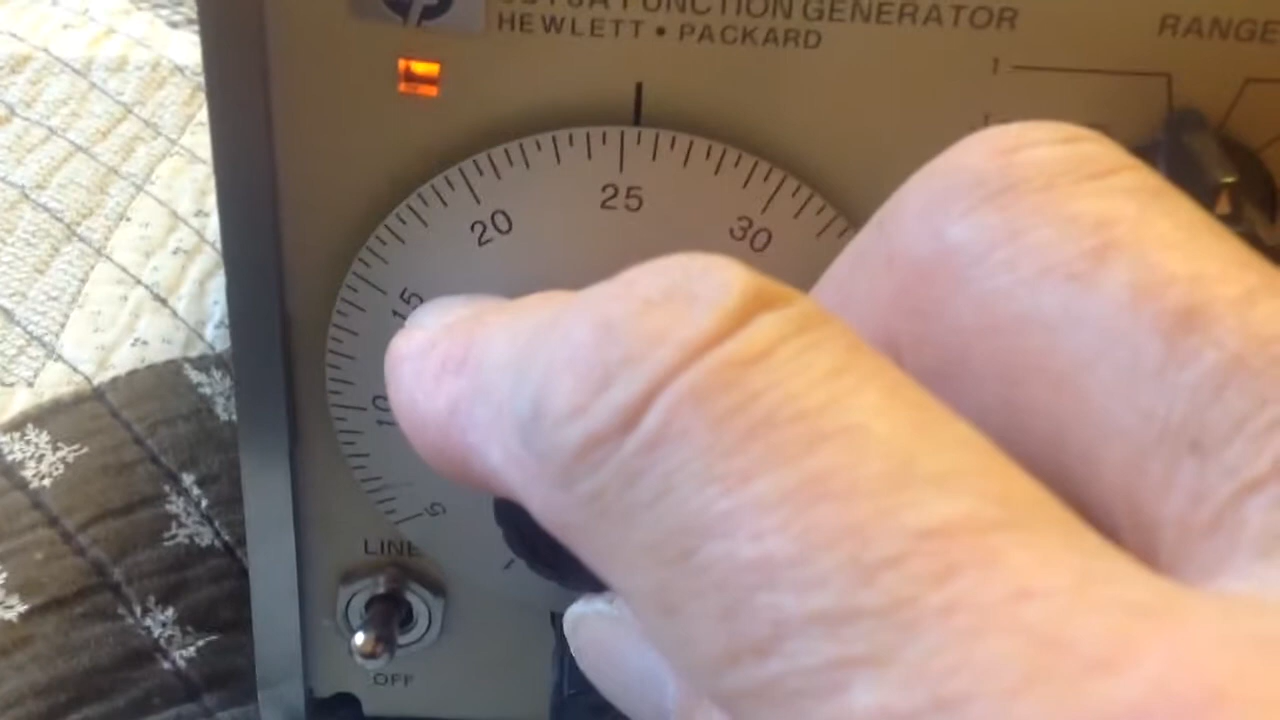 FUNCTION GENERATOR
HEWLETT • PACKARD
RANGE
1
20
25
30
15
10
5
LINE
OFF